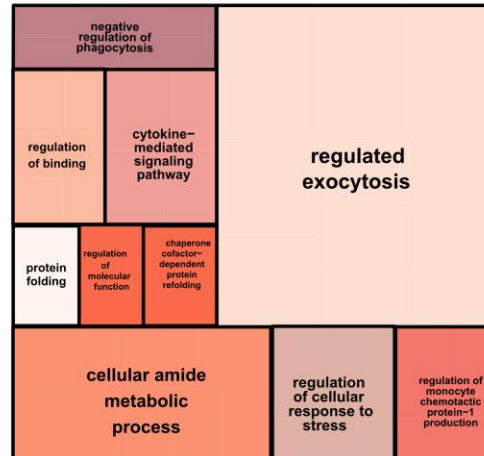 negative
regulation of
phagocytosis
regulation
of binding
cytokine−
mediated
signaling
pathway
regulated
exocytosis
protein
folding
regulation
of
molecular
function
chaperone
cofactor−
dependent
protein
refolding
cellular amide
metabolic
process
regulation
of cellular
response to
stress
regulation of
monocyte
chemotactic
protein−1
production